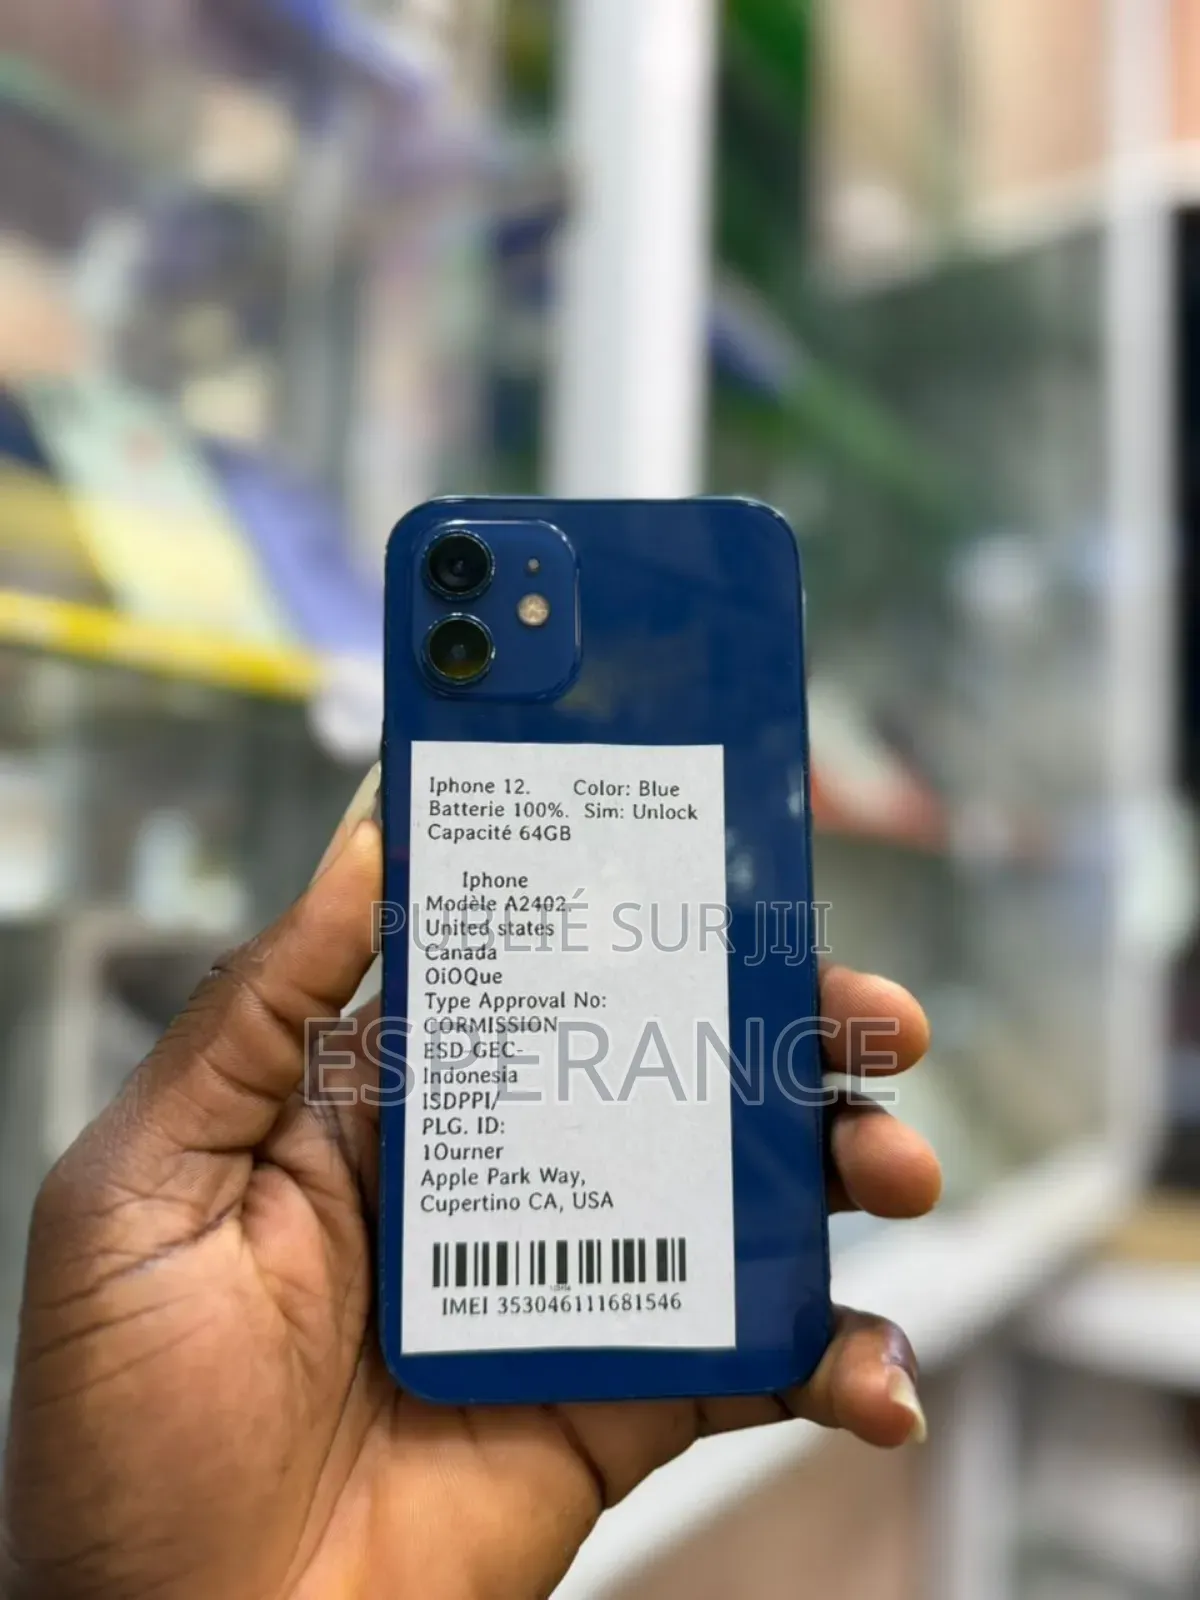 Iphone 12. Color: Blue
Batterie 100%. Sim: Unlock
Capacité 64GB
Iphone
Modèle A2402.
PUBLIÉ SUR JIJI
United states
Canada
OiOQue
Type Approval No:
CORMISSION
ESPERANCE
ESD-GEC-
Indonesia
ISDPPI/
PLG. ID:
1Ourner
Apple Park Way,
Cupertino CA, USA
IMEI 353046111681546